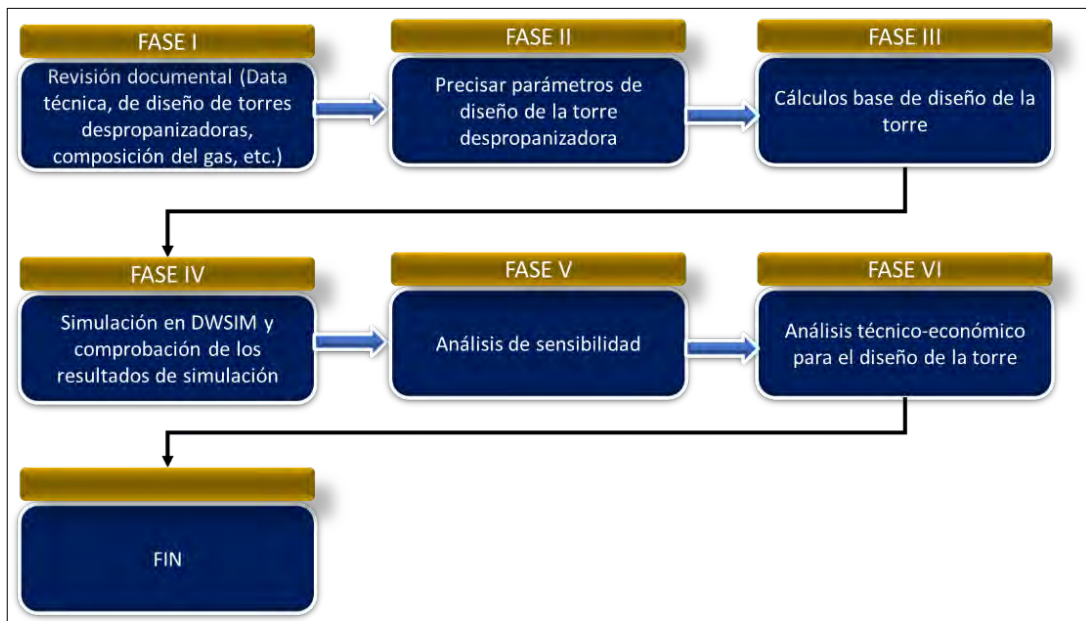 FASE I
Revisión documental (Data
técnica, de diseño de torres
despropanizadoras,
composición del gas, etc.)
FASE II
Precisar parámetros de
diseño de la torre
despropanizadora
FASE III
Cálculos base de diseño de la
torre
FASE IV
Simulación en DWSIM y
comprobación de los
resultados de simulación
FASE V
Análisis de sensibilidad
FASE VI
Análisis técnico-económico
para el diseño de la torre
FIN